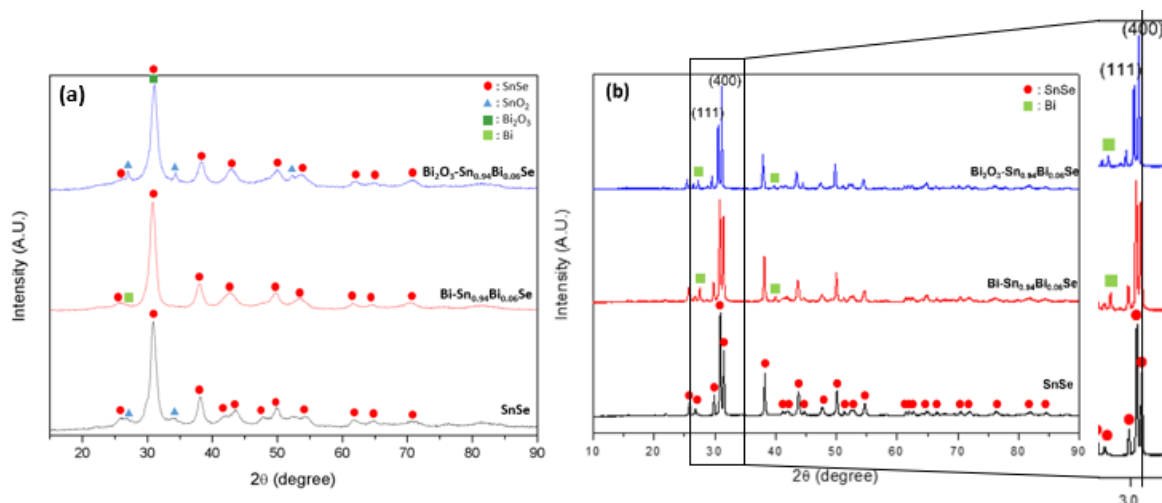 (a)
: SnSe
: SnO₂
: Bi₂O₃
: Bi
Bi₂O₃-Sn₀.₉₄Bi₀.₀₆Se
Bi-Sn₀.₉₄Bi₀.₀₆Se
SnSe
Intensity (A.U.)
20 30 40 50 60 70 80 90
2θ (degree)
(b)
(400)
(111)
: SnSe
: Bi
Bi₂O₃-Sn₀.₉₄Bi₀.₀₆Se
Bi-Sn₀.₉₄Bi₀.₀₆Se
SnSe
Intensity (A.U.)
10 20 30 40 50 60 70 80 90
2θ (degree)
(400)
(111)
3.0